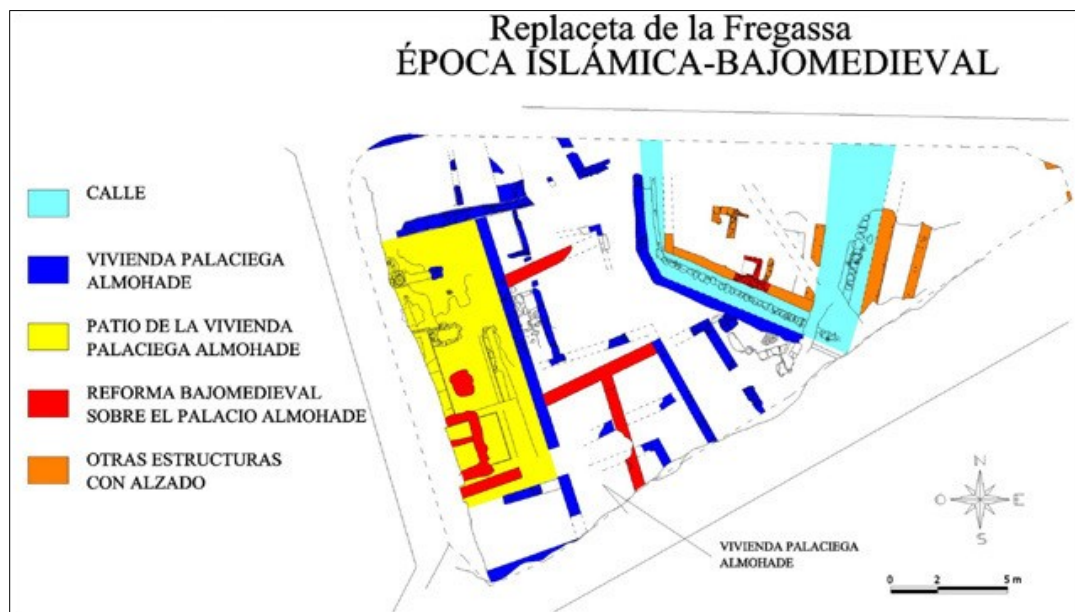 Replaceta de la Fregassa
ÉPOCA ISLÁMICA-BAJOMEDIEVAL
CALLE
VIVIENDA PALACIEGA
ALMOHADE
PATIO DE LA VIVIENDA
PALACIEGA ALMOHADE
REFORMA BAJOMEDIEVAL
SOBRE EL PALACIO ALMOHADE
OTRAS ESTRUCTURAS
CON ALZADO
N
O E
S
VIVIENDA PALACIEGA
ALMOHADE
0 2 5 m